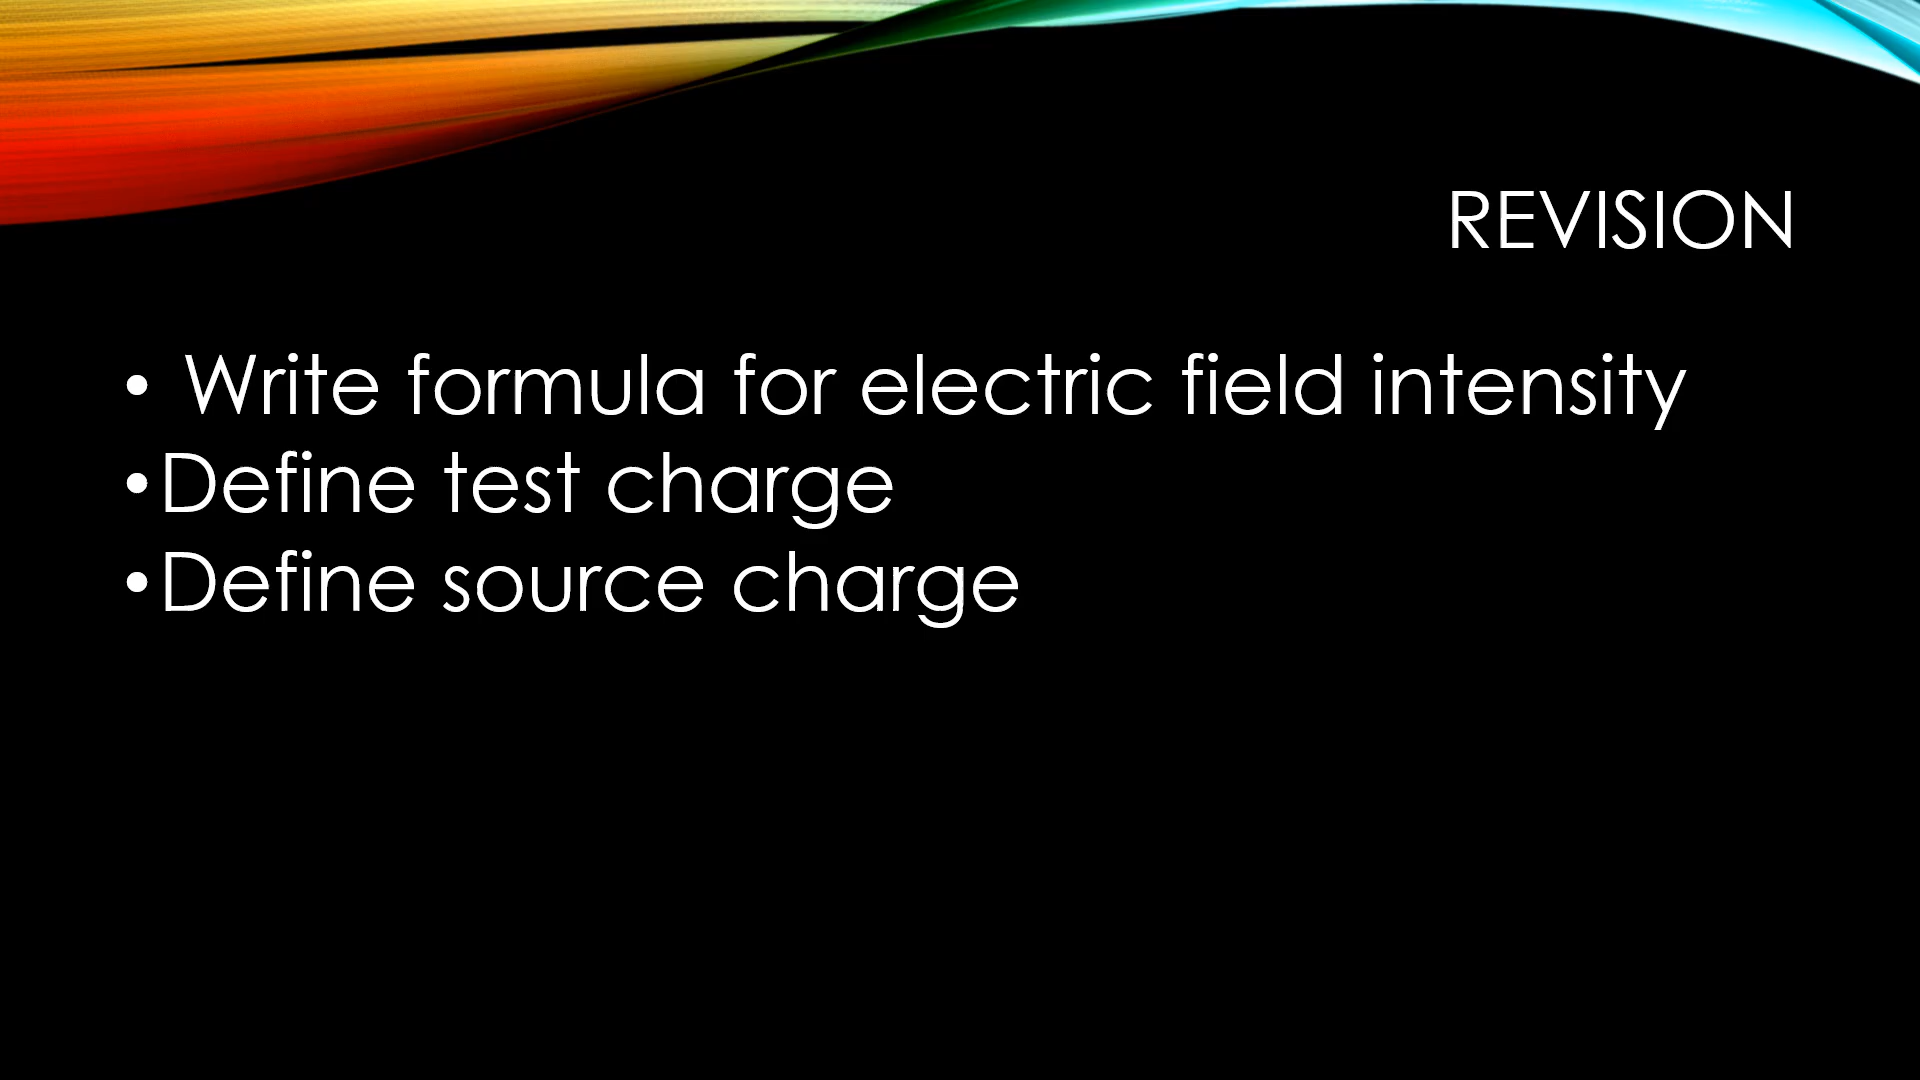 REVISION
• Write formula for electric field intensity
• Define test charge
• Define source charge